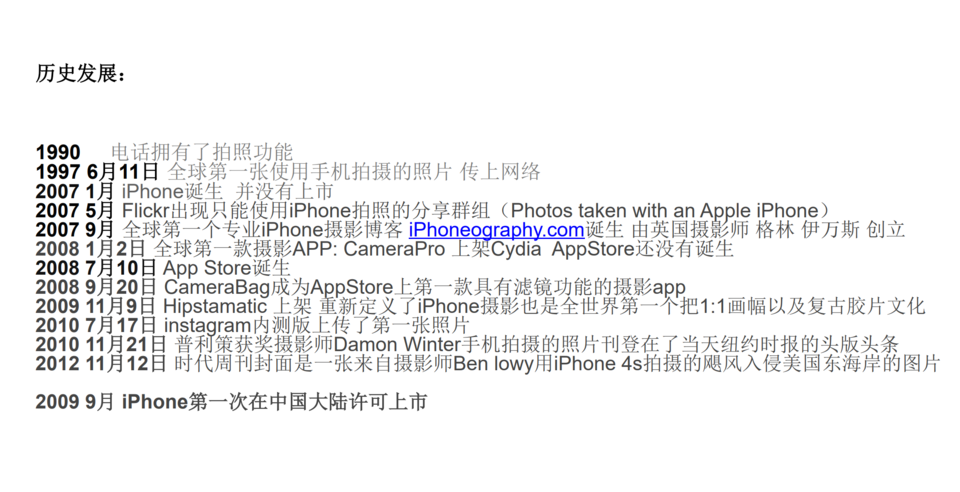 历史发展：
1990 电话拥有了拍照功能
1997 6月11日 全球第一张使用手机拍摄的照片 传上网络
2007 1月 iPhone诞生 并没有上市
2007 5月 Flickr出现只能使用iPhone拍照的分享群组（Photos taken with an Apple iPhone）
2007 9月 全球第一个专业iPhone摄影博客 iPhoneography.com诞生 由英国摄影师 格林 伊万斯 创立
2008 1月2日 全球第一款摄影APP: CameraPro 上架Cydia AppStore还没有诞生
2008 7月10日 App Store诞生
2008 9月20日 CameraBag成为AppStore上第一款具有滤镜功能的摄影app
2009 11月9日 Hipstamatic 上架 重新定义了iPhone摄影也是全世界第一个把1:1画幅以及复古胶片文化
2010 7月17日 instagram内测版上传了第一张照片
2010 11月21日 普利策获奖摄影师Damon Winter手机拍摄的照片刊登在了当天纽约时报的头版头条
2012 11月12日 时代周刊封面是一张来自摄影师Ben lowy用iPhone 4s拍摄的飓风入侵美国东海岸的图片
2009 9月 iPhone第一次在中国大陆许可上市